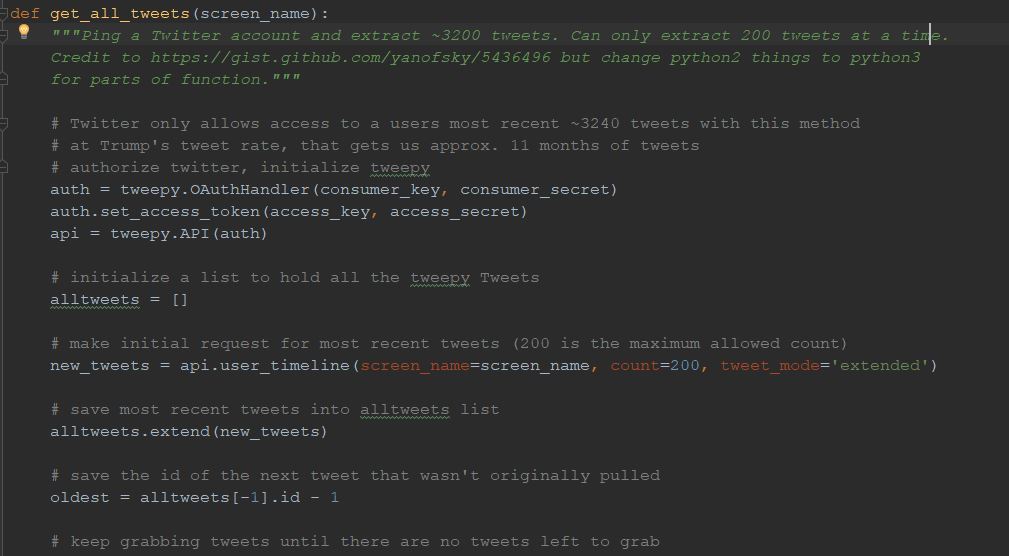 def get_all_tweets(screen_name):
"""Ping a Twitter account and extract ~3200 tweets. Can only extract 200 tweets at a time.
Credit to https://gist.github.com/yanofsky/5436496 but change python2 things to python3
for parts of function."""
# Twitter only allows access to a users most recent ~3240 tweets with this method
# at Trump's tweet rate, that gets us approx. 11 months of tweets
# authorize twitter, initialize tweepy
auth = tweepy.OAuthHandler(consumer_key, consumer_secret)
auth.set_access_token(access_key, access_secret)
api = tweepy.API(auth)
# initialize a list to hold all the tweepy Tweets
alltweets = []
# make initial request for most recent tweets (200 is the maximum allowed count)
new_tweets = api.user_timeline(screen_name=screen_name, count=200, tweet_mode='extended')
# save most recent tweets into alltweets list
alltweets.extend(new_tweets)
# save the id of the next tweet that wasn't originally pulled
oldest = alltweets[-1].id - 1
# keep grabbing tweets until there are no tweets left to grab